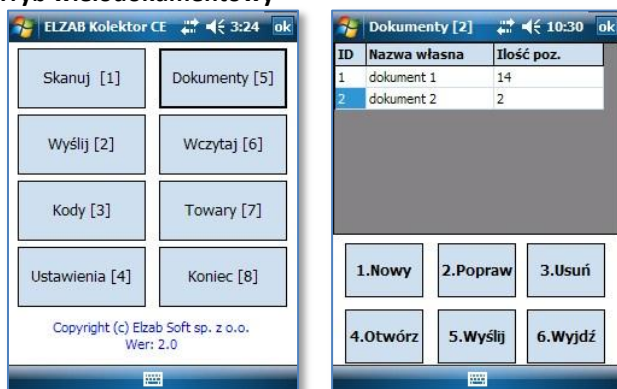 Tryb wielodokumentowy
ELZAB Kolektor CE 3:24 ok
Skanuj [1] Dokumenty [5]
Wyślij [2] Wczytaj [6]
Kody [3] Towary [7]
Ustawienia [4] Koniec [8]
Copyright (c) Elzab Soft sp. z o.o.
Wer: 2.0
Dokumenty [2] 10:30 ok
ID Nazwa własna Ilość poz.
1 dokument 1 14
2 dokument 2 2
1.Nowy 2.Popraw 3.Usuń
4.Otwórz 5.Wyślij 6.Wyjdź